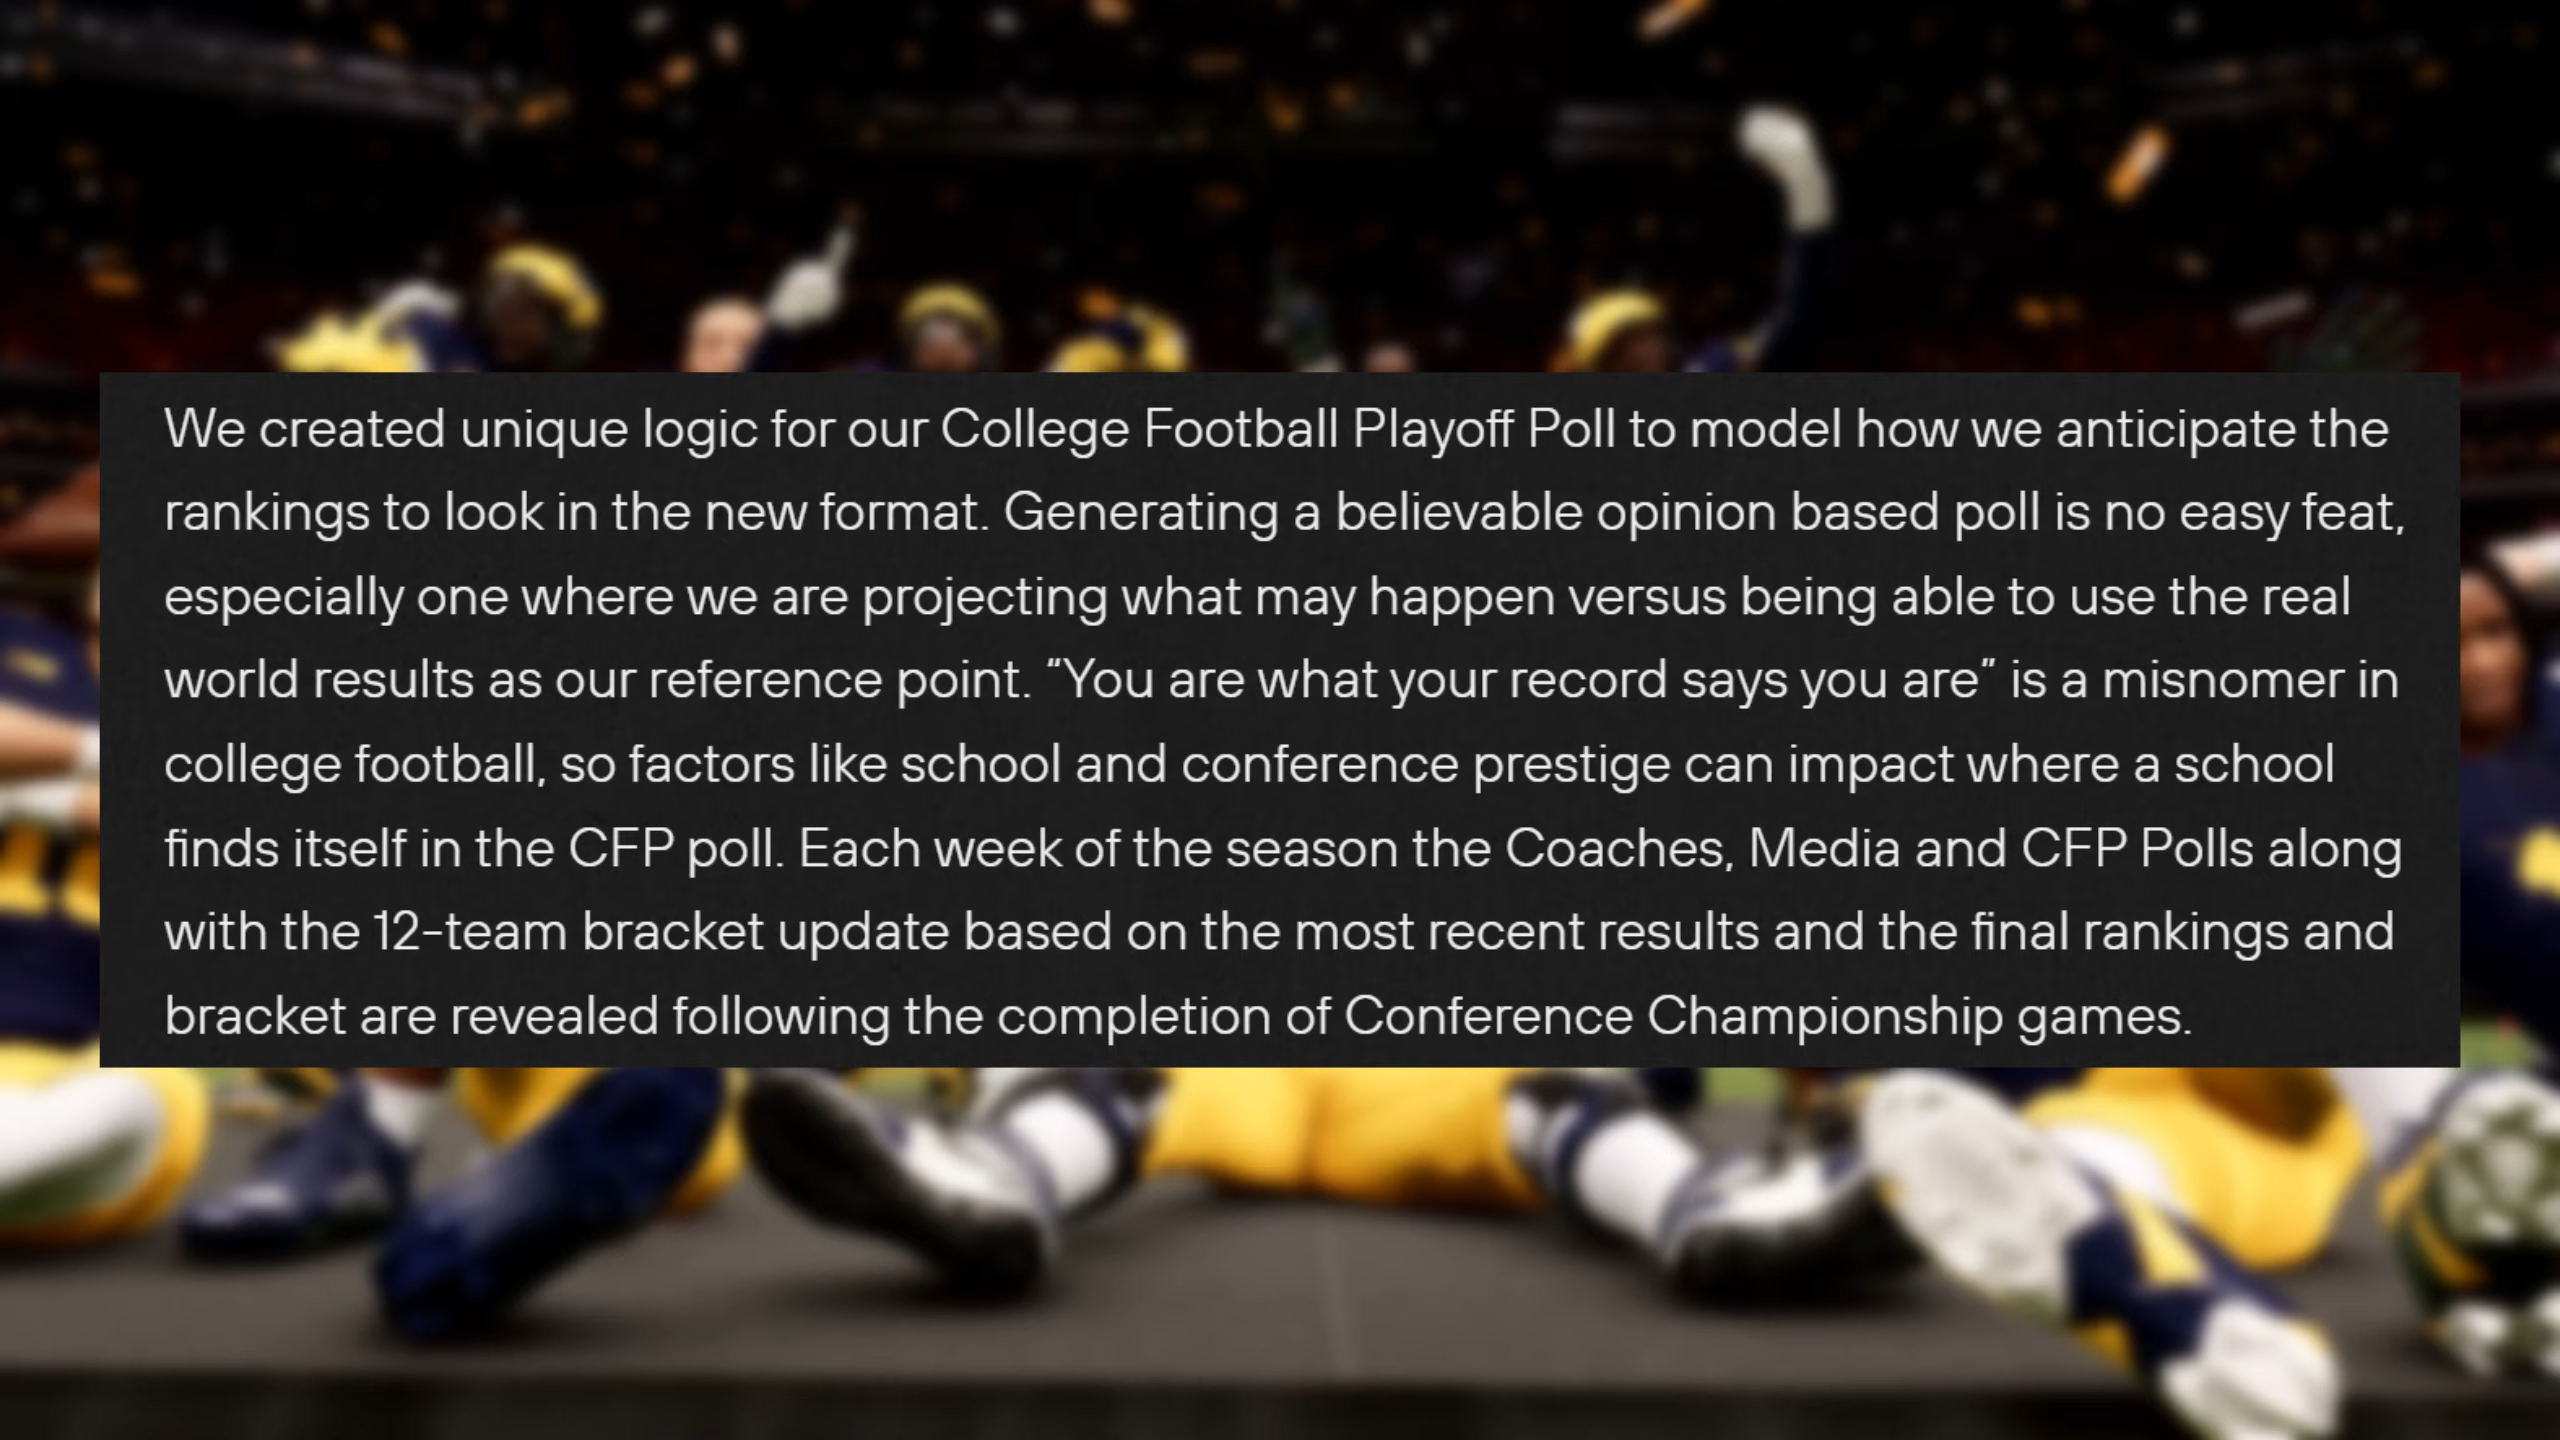 We created unique logic for our College Football Playoff Poll to model how we anticipate the
rankings to look in the new format. Generating a believable opinion based poll is no easy feat,
especially one where we are projecting what may happen versus being able to use the real
world results as our reference point. “You are what your record says you are” is a misnomer in
college football, so factors like school and conference prestige can impact where a school
finds itself in the CFP poll. Each week of the season the Coaches, Media and CFP Polls along
with the 12-team bracket update based on the most recent results and the final rankings and
bracket are revealed following the completion of Conference Championship games.